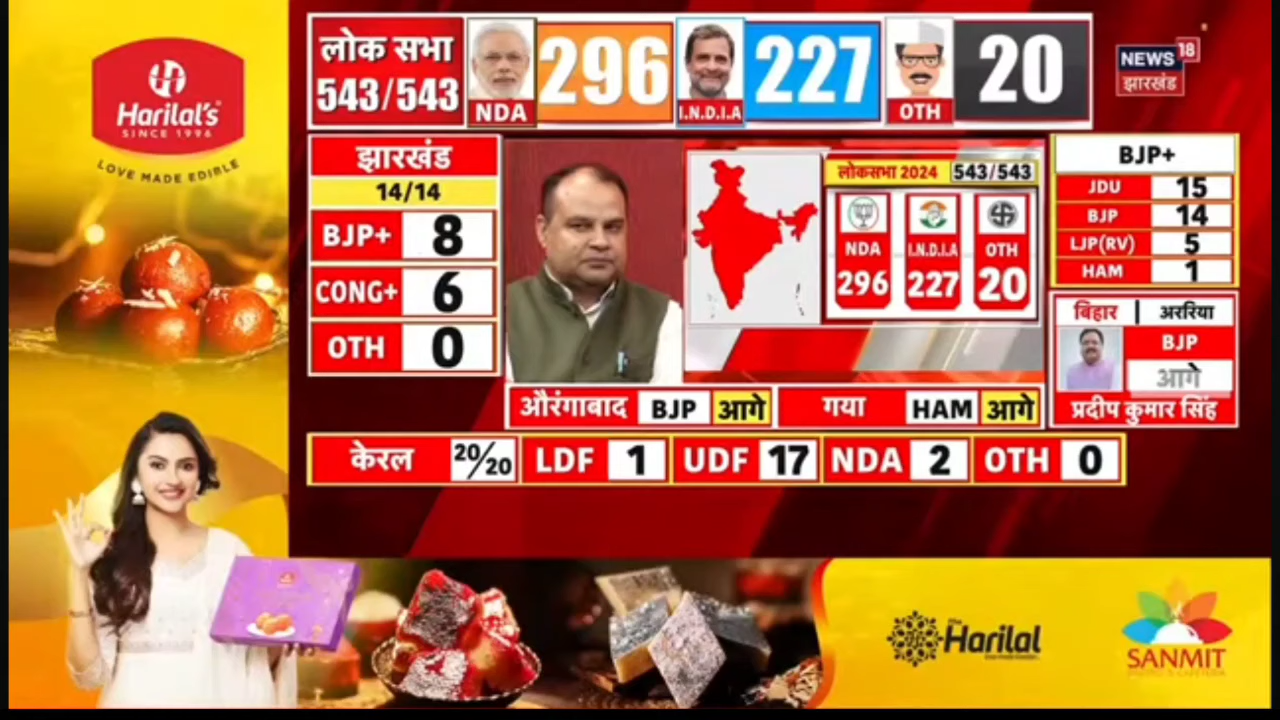 Harilal's
SINCE 1996
LOVE MADE EDIBLE
लोक सभा
543/543
NDA
296
I.N.D.I.A
227
OTH
20
NEWS 18
झारखंड
झारखंड
14/14
BJP+ 8
CONG+ 6
OTH 0
लोकसभा 2024 543/543
NDA I.N.D.I.A OTH
296 227 20
BJP+
JDU 15
BJP 14
LJP(RV) 5
HAM 1
बिहार | अररिया
BJP
आगे
प्रदीप कुमार सिंह
औरंगाबाद BJP आगे गया HAM आगे
केरल 20/20 LDF 1 UDF 17 NDA 2 OTH 0
The Harilal
SANMIT